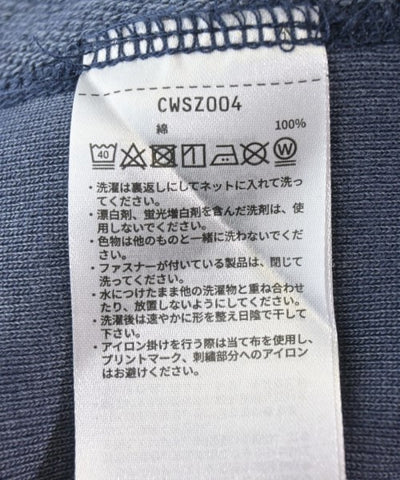 CWSZ004
綿 100%
40 W
・洗濯は裏返しにしてネットに入れて洗っ
てください。
・漂白剤、蛍光増白剤を含んだ洗剤は、使
用しないでください。
・色物は他のものと一緒に洗わないでくだ
さい。
・ファスナーが付いている製品は、閉じて
洗ってください。
・水につけたまま他の洗濯物と重ね合わせ
たり、放置しないようにしてください。
・洗濯後は速やかに形を整え日陰で干して
下さい。
・アイロン掛けを行う際は当て布を使用し、
プリントマーク、刺繍部分へのアイロン
はお避けください。